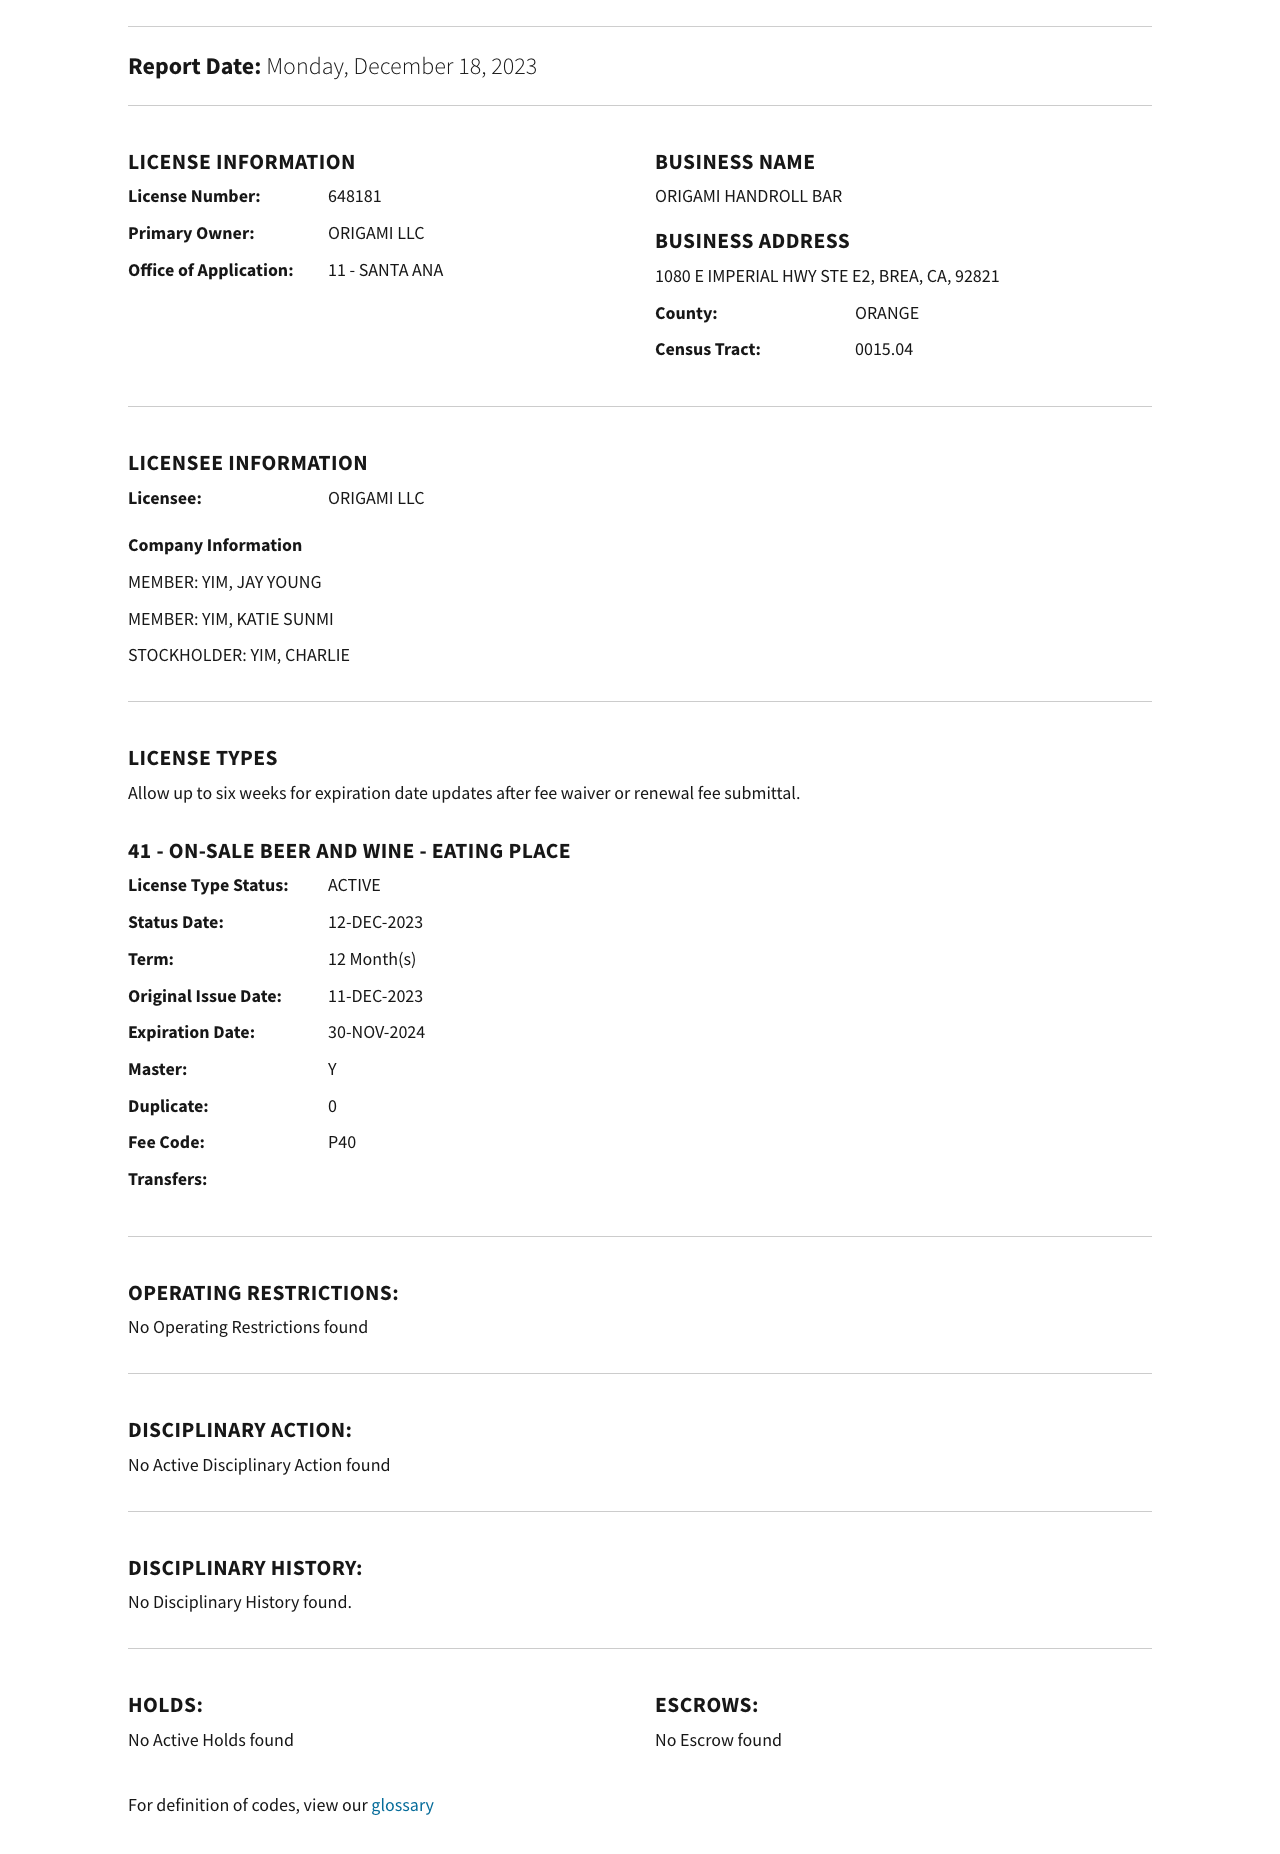 Report Date: Monday, December 18, 2023
LICENSE INFORMATION
License Number: 648181
Primary Owner: ORIGAMI LLC
Office of Application: 11 - SANTA ANA
BUSINESS NAME
ORIGAMI HANDROLL BAR
BUSINESS ADDRESS
1080 E IMPERIAL HWY STE E2, BREA, CA, 92821
County: ORANGE
Census Tract: 0015.04
LICENSEE INFORMATION
Licensee: ORIGAMI LLC
Company Information
MEMBER: YIM, JAY YOUNG
MEMBER: YIM, KATIE SUNMI
STOCKHOLDER: YIM, CHARLIE
LICENSE TYPES
Allow up to six weeks for expiration date updates after fee waiver or renewal fee submittal.
41 - ON-SALE BEER AND WINE - EATING PLACE
License Type Status: ACTIVE
Status Date: 12-DEC-2023
Term: 12 Month(s)
Original Issue Date: 11-DEC-2023
Expiration Date: 30-NOV-2024
Master: Y
Duplicate: 0
Fee Code: P40
Transfers:
OPERATING RESTRICTIONS:
No Operating Restrictions found
DISCIPLINARY ACTION:
No Active Disciplinary Action found
DISCIPLINARY HISTORY:
No Disciplinary History found.
HOLDS:
No Active Holds found
ESCROWS:
No Escrow found
For definition of codes, view our glossary